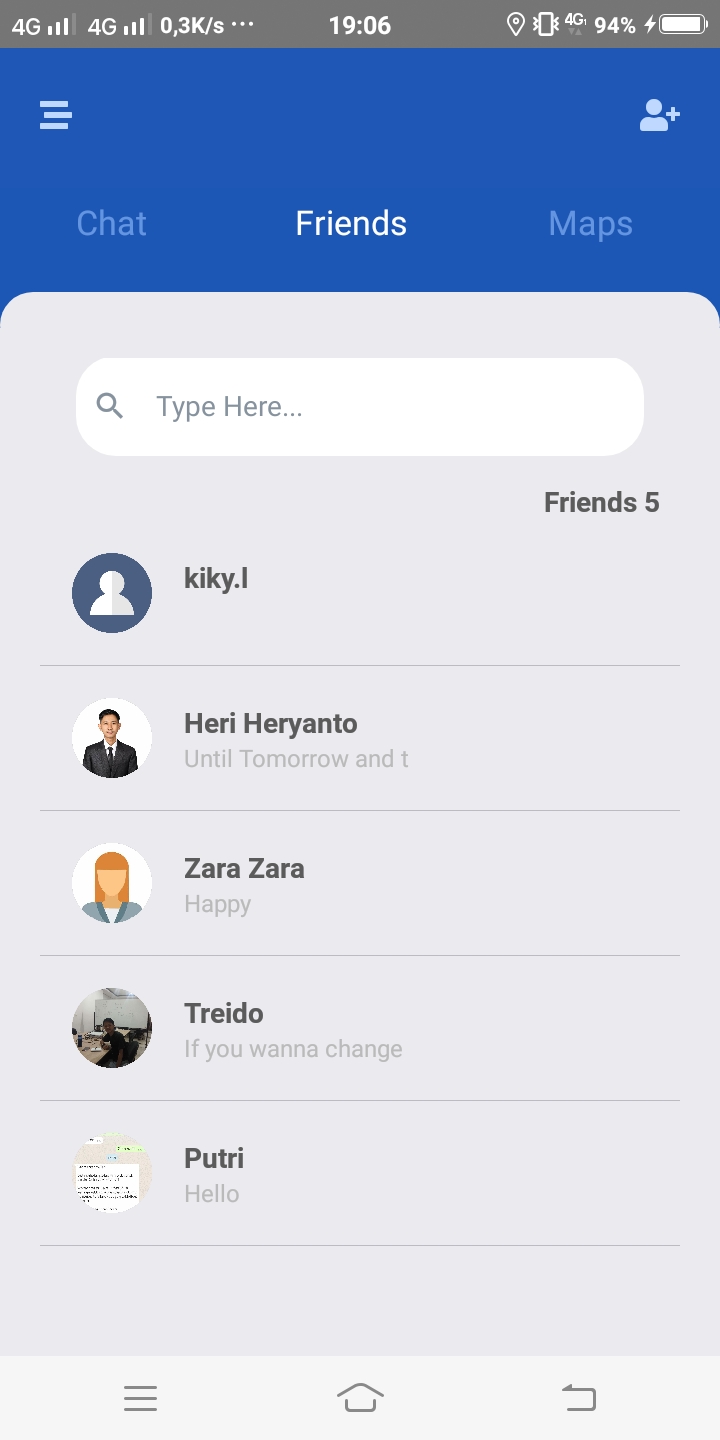 4G 4G 0,3K/s ... 19:06 4G 94%
Chat Friends Maps
Type Here...
Friends 5
kiky.l
Heri Heryanto
Until Tomorrow and t
Zara Zara
Happy
Treido
If you wanna change
Putri
Hello